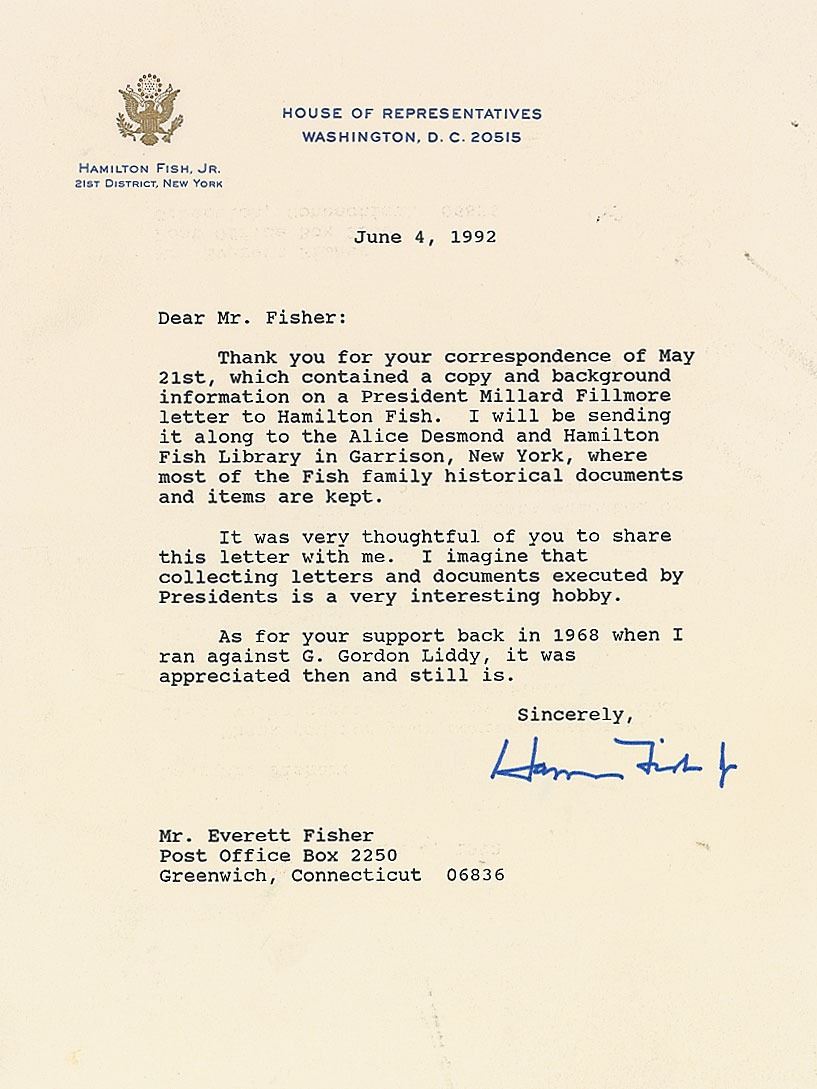 HOUSE OF REPRESENTATIVES
WASHINGTON, D. C. 20515
HAMILTON FISH, JR.
21ST DISTRICT, NEW YORK
June 4, 1992
Dear Mr. Fisher:
Thank you for your correspondence of May
21st, which contained a copy and background
information on a President Millard Fillmore
letter to Hamilton Fish. I will be sending
it along to the Alice Desmond and Hamilton
Fish Library in Garrison, New York, where
most of the Fish family historical documents
and items are kept.
It was very thoughtful of you to share
this letter with me. I imagine that
collecting letters and documents executed by
Presidents is a very interesting hobby.
As for your support back in 1968 when I
ran against G. Gordon Liddy, it was
appreciated then and still is.
Sincerely,
Ham Fish Jr
Mr. Everett Fisher
Post Office Box 2250
Greenwich, Connecticut 06836